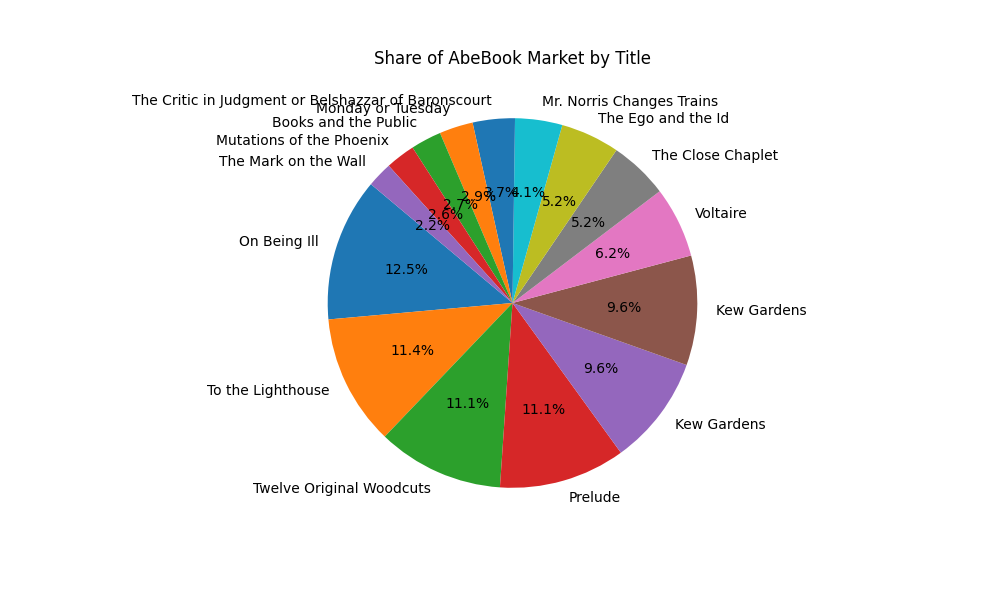 Share of AbeBook Market by Title
The Critic in Judgment or Belshazzar of Baronscourt
Monday or Tuesday
Books and the Public
Mutations of the Phoenix
The Mark on the Wall
On Being Ill
To the Lighthouse
Twelve Original Woodcuts
Prelude
Kew Gardens
Kew Gardens
Voltaire
The Close Chaplet
The Ego and the Id
Mr. Norris Changes Trains
3.7%
2.9%
2.7%
2.6%
2.2%
12.5%
11.4%
11.1%
11.1%
9.6%
9.6%
6.2%
5.2%
5.2%
4.1%